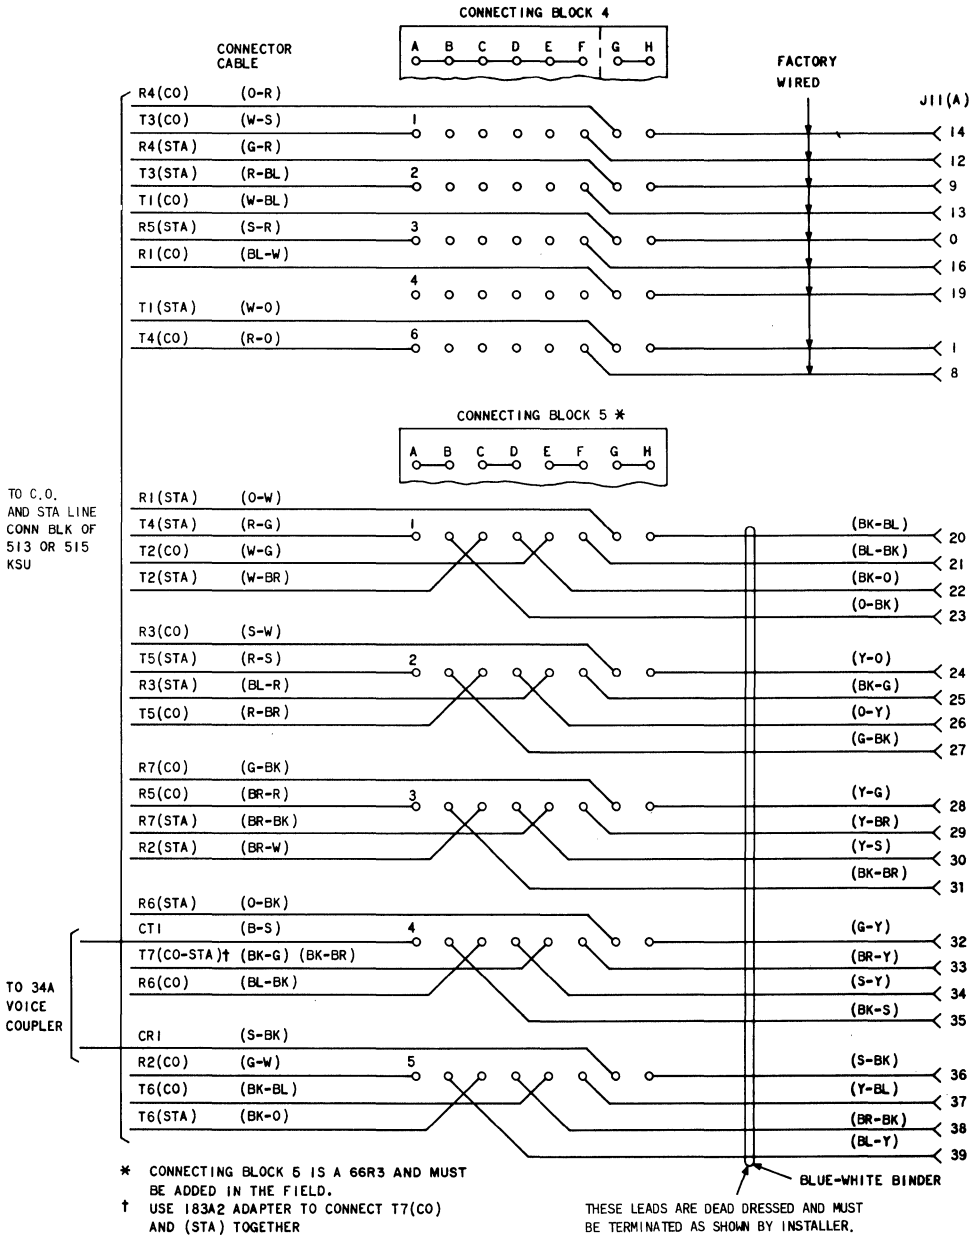 CONNECTING BLOCK 4
A B C D E F G H
CONNECTOR
CABLE
FACTORY
WIRED
J11(A)
R4(CO) (O-R)
T3(CO) (W-S) 1 14
R4(STA) (G-R) 12
T3(STA) (R-BL) 2 9
T1(CO) (W-BL) 13
R5(STA) (S-R) 3 0
R1(CO) (BL-W) 16
4 19
T1(STA) (W-O)
T4(CO) (R-O) 6 1
8
CONNECTING BLOCK 5 *
A B C D E F G H
TO C.O.
AND STA LINE
CONN BLK OF
513 OR 515
KSU
R1(STA) (O-W)
T4(STA) (R-G) 1 (BK-BL) 20
T2(CO) (W-G) (BL-BK) 21
T2(STA) (W-BR) (BK-O) 22
(O-BK) 23
R3(CO) (S-W)
T5(STA) (R-S) 2 (Y-O) 24
R3(STA) (BL-R) (BK-G) 25
T5(CO) (R-BR) (O-Y) 26
(G-BK) 27
R7(CO) (G-BK)
R5(CO) (BR-R) 3 (Y-G) 28
R7(STA) (BR-BK) (Y-BR) 29
R2(STA) (BR-W) (Y-S) 30
(BK-BR) 31
R6(STA) (O-BK)
CT1 (B-S) 4 (G-Y) 32
T7(CO-STA)† (BK-G) (BK-BR) (BR-Y) 33
R6(CO) (BL-BK) (S-Y) 34
(BK-S) 35
TO 34A
VOICE
COUPLER
CR1 (S-BK)
R2(CO) (G-W) 5 (S-BK) 36
T6(CO) (BK-BL) (Y-BL) 37
T6(STA) (BK-O) (BR-BK) 38
(BL-Y) 39
* CONNECTING BLOCK 5 IS A 66R3 AND MUST
BE ADDED IN THE FIELD.
† USE 183A2 ADAPTER TO CONNECT T7(CO)
AND (STA) TOGETHER
BLUE-WHITE BINDER
THESE LEADS ARE DEAD DRESSED AND MUST
BE TERMINATED AS SHOWN BY INSTALLER.